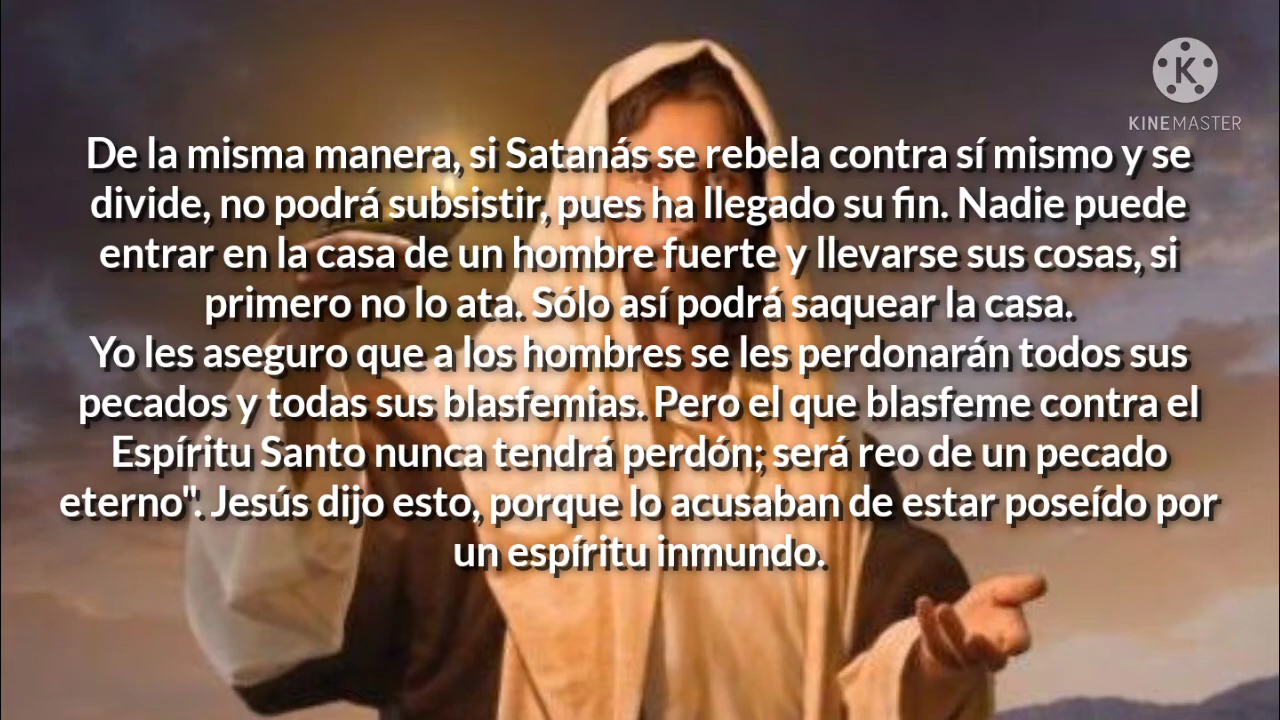 KINEMASTER
De la misma manera, si Satanás se rebela contra sí mismo y se
divide, no podrá subsistir, pues ha llegado su fin. Nadie puede
entrar en la casa de un hombre fuerte y llevarse sus cosas, si
primero no lo ata. Sólo así podrá saquear la casa.
Yo les aseguro que a los hombres se les perdonarán todos sus
pecados y todas sus blasfemias. Pero el que blasfeme contra el
Espíritu Santo nunca tendrá perdón; será reo de un pecado
eterno". Jesús dijo esto, porque lo acusaban de estar poseído por
un espíritu inmundo.